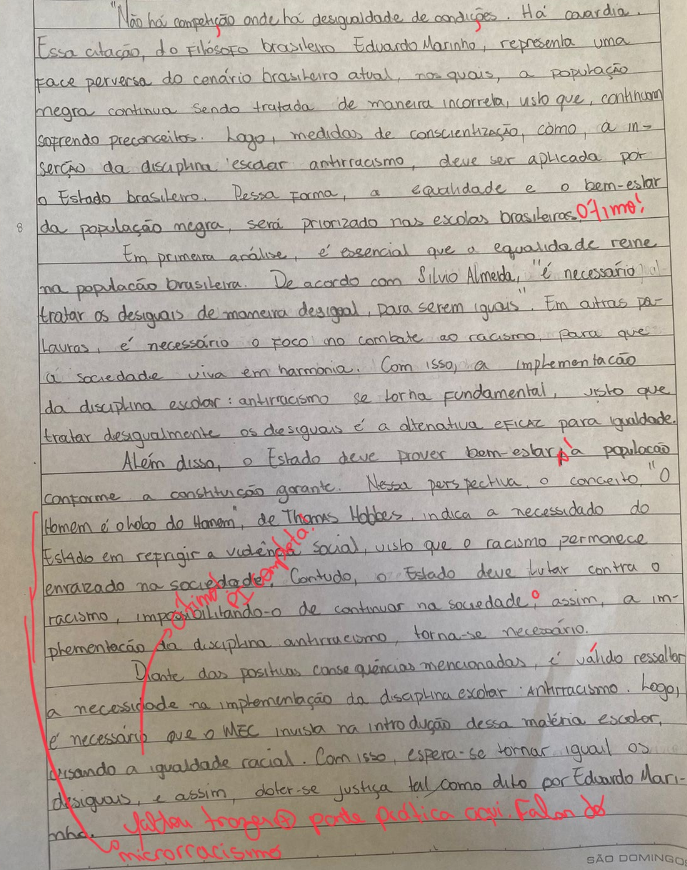 "Não há competição onde há desigualdade de condições. Há covardia.
Essa citação, do Filósofo brasileiro Eduardo Marinho, representa uma
Face perversa do cenário brasileiro atual, nos quais, a população
negra continua sendo tratada de maneira incorreta, visto que, continuam
sofrendo preconceitos. Logo, medidas de conscientização, como, a in-
serção da disciplina escolar antirracismo, deve ser aplicada por
o Estado brasileiro. Dessa Forma, a equalidade e o bem-estar
8 da população negra, será priorizado nas escolas brasileiras. Ótimo!
Em primeira análise, é essencial que a equalidade reine
na populacão brasileira. De acordo com Silvio Almeida, "é necessário
tratar os desiguais de maneira desigual, para serem iguais". Em outras pa-
lavras, é necessário o Foco no combate ao racismo, para que
a sociedade viva em harmonia. Com isso, a implementacão
da disciplina escolar: antirracismo se torna Fundamental, visto que
tratar desigualmente os desiguais é a alternativa eficaz para igualdade.
Além disso, o Estado deve prover bem-estar à população
conforme a constituição garante. Nessa perspectiva, o conceito, "O
Homem é o lobo do Homem", de Thomas Hobbes, indica a necessidade do
Estado em refrigir a violência social, visto que o racismo permanece
enraizado na sociedade. Contudo, o Estado deve lutar contra o
racismo, impossibilitando-o de continuar na sociedade, assim, a im-
plementacão da disciplina antirracismo, torna-se necessário.
Diante das positivas consequências mencionadas, é válido ressaltar
a necessidade na implementação da disciplina escolar: Antirracismo. Logo,
é necessário que o MEC invista na introdução dessa matéria escolar,
visando a igualdade racial. Com isso, espera-se tornar igual os
desiguais, e assim, obter-se justiça tal como dito por Eduardo Mari-
nho.
Ótimo!
PI completa!
Faltou trazer a parte prática aqui. Falar do
microrracismo
SÃO DOMINGO